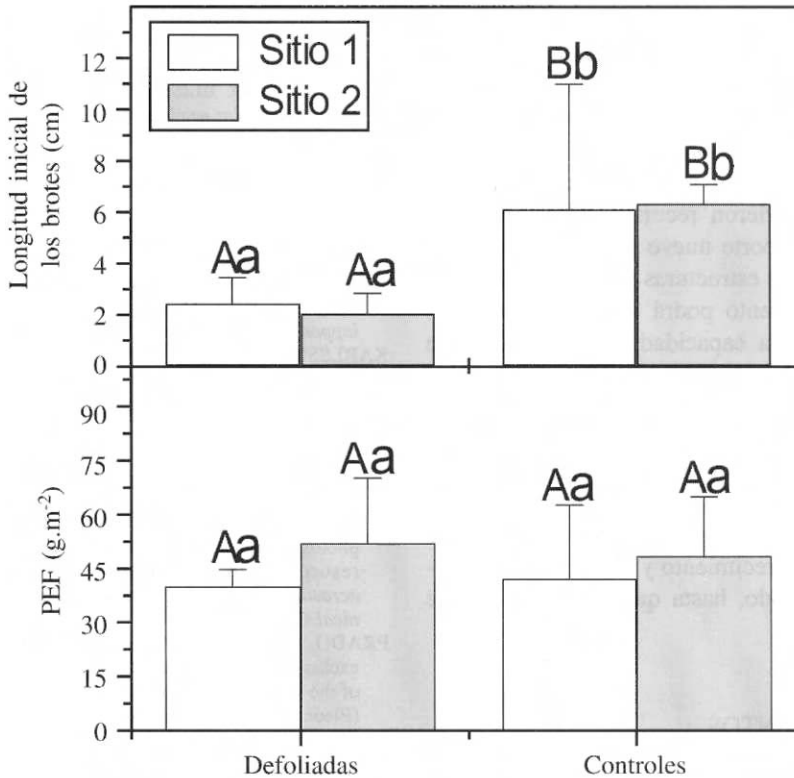 Sitio 1
Sitio 2
Longitud inicial de
los brotes (cm)
12
10
8
6
4
2
0
Aa
Aa
Bb
Bb
PEF (g.m-2)
90
75
60
45
30
15
0
Aa
Aa
Aa
Aa
Defoliadas
Controles